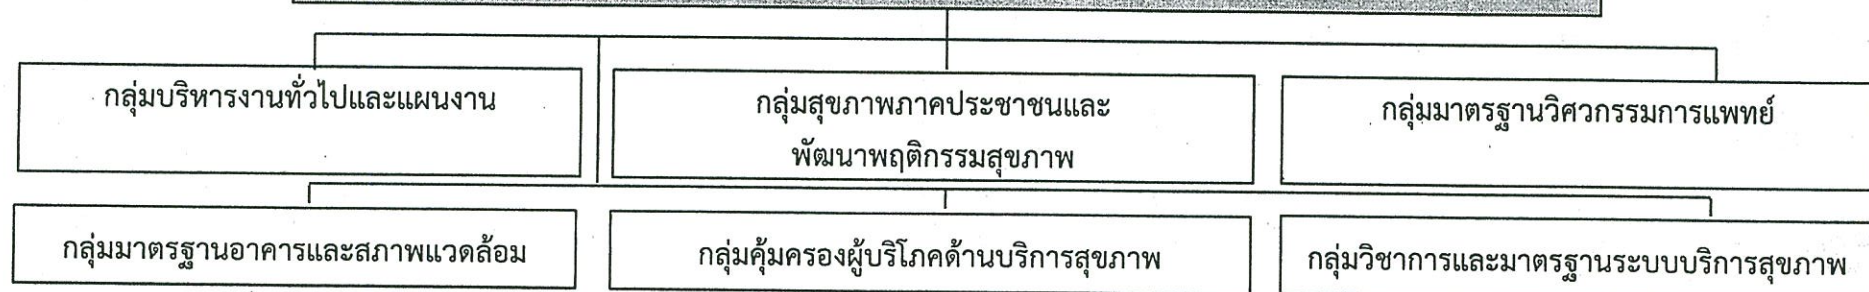 กลุ่มบริหารงานทั่วไปและแผนงาน
กลุ่มสุขภาพภาคประชาชนและ
พัฒนาพฤติกรรมสุขภาพ
กลุ่มมาตรฐานวิศวกรรมการแพทย์
กลุ่มมาตรฐานอาคารและสภาพแวดล้อม
กลุ่มคุ้มครองผู้บริโภคด้านบริการสุขภาพ
กลุ่มวิชาการและมาตรฐานระบบบริการสุขภาพ